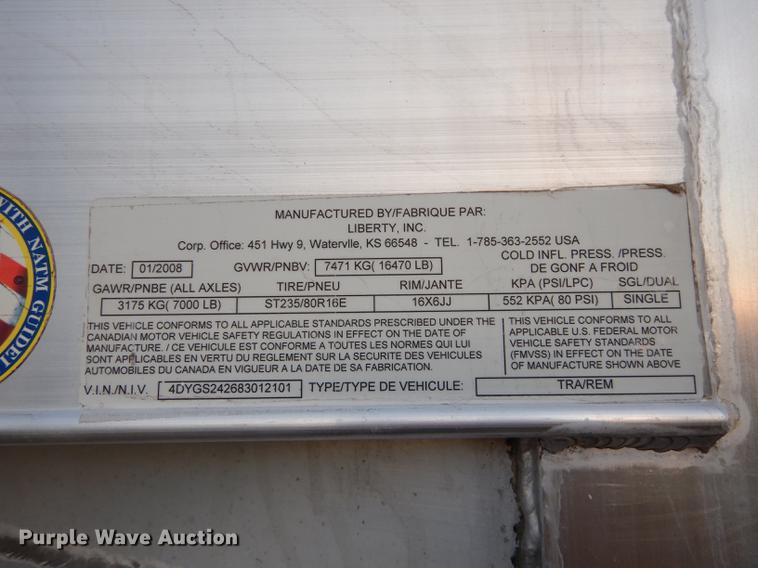 MANUFACTURED BY/FABRIQUE PAR:
LIBERTY, INC.
Corp. Office: 451 Hwy 9, Waterville, KS 66548 - TEL. 1-785-363-2552 USA
DATE: 01/2008 GVWR/PNBV: 7471 KG( 16470 LB)
COLD INFL. PRESS. /PRESS.
DE GONF A FROID
GAWR/PNBE (ALL AXLES) TIRE/PNEU RIM/JANTE KPA (PSI/LPC) SGL/DUAL
3175 KG( 7000 LB) ST235/80R16E 16X6JJ 552 KPA( 80 PSI) SINGLE
THIS VEHICLE CONFORMS TO ALL APPLICABLE STANDARDS PRESCRIBED UNDER THE
CANADIAN MOTOR VEHICLE SAFETY REGULATIONS IN EFFECT ON THE DATE OF
MANUFACTURE. / CE VEHICULE EST CONFORME A TOUTES LES NORMES QUI LUI
SONT APPLICABLES EN VERTU DU REGLEMENT SUR LA SECURITE DES VEHICULES
AUTOMOBILES DU CANADA EN VIGUEUR A LA DATE DE SA FABRICATION.
THIS VEHICLE CONFORMS TO ALL
APPLICABLE U.S. FEDERAL MOTOR
VEHICLE SAFETY STANDARDS
(FMVSS) IN EFFECT ON THE DATE
OF MANUFACTURE SHOWN ABOVE
V.I.N./N.I.V. 4DYGS242683012101 TYPE/TYPE DE VEHICULE: TRA/REM
WITH NATM
Purple Wave Auction